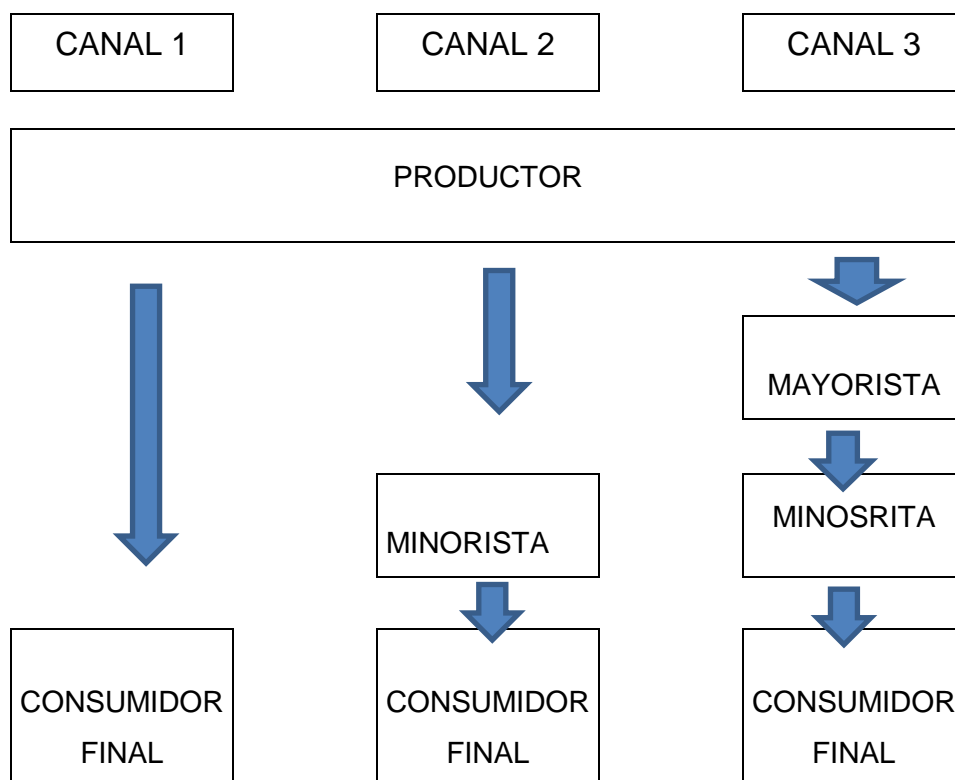 CANAL 1
CANAL 2
CANAL 3
PRODUCTOR
MAYORISTA
MINORISTA
MINOSRITA
CONSUMIDOR
FINAL
CONSUMIDOR
FINAL
CONSUMIDOR
FINAL